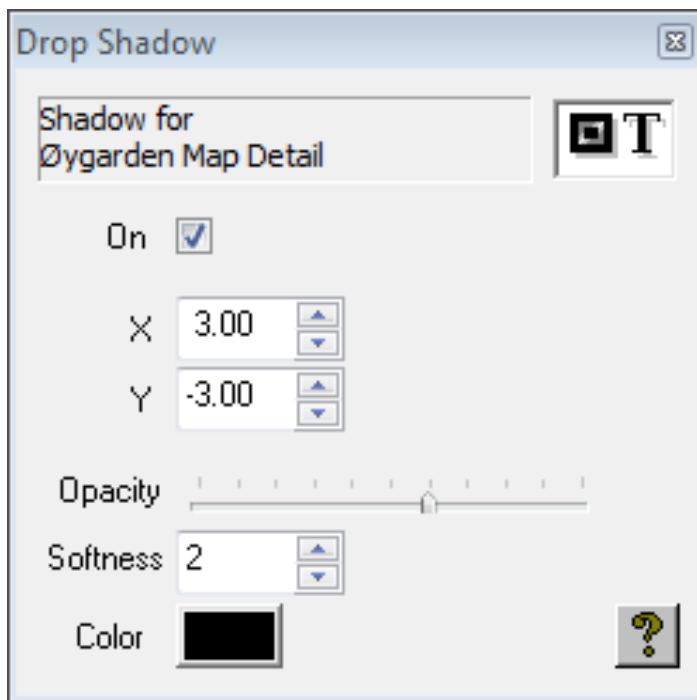 Drop Shadow
Shadow for
Øygarden Map Detail
T
On
X 3.00
Y -3.00
Opacity
Softness 2
Color
?